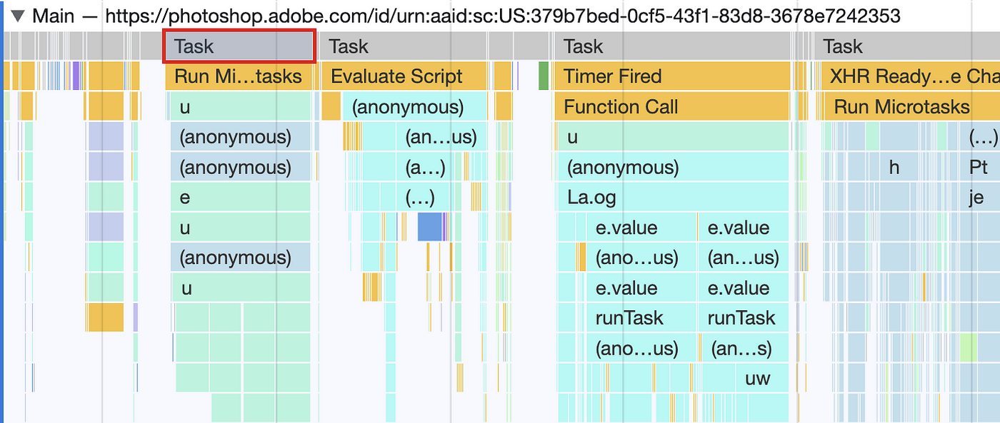 ▼ Main — https://photoshop.adobe.com/id/urn:aaid:sc:US:379b7bed-0cf5-43f1-83d8-3678e7242353
Task Task Task Task
Run Mi…tasks Evaluate Script Timer Fired XHR Ready…e Cha
u (anonymous) Function Call Run Microtasks
(anonymous) (an…us) u (…)
(anonymous) (a…) (anonymous) h Pt
e (…) La.og je
u e.value e.value
(anonymous) (ano…us) (an…us)
u e.value e.value
runTask runTask
(ano…us) (an…s)
uw